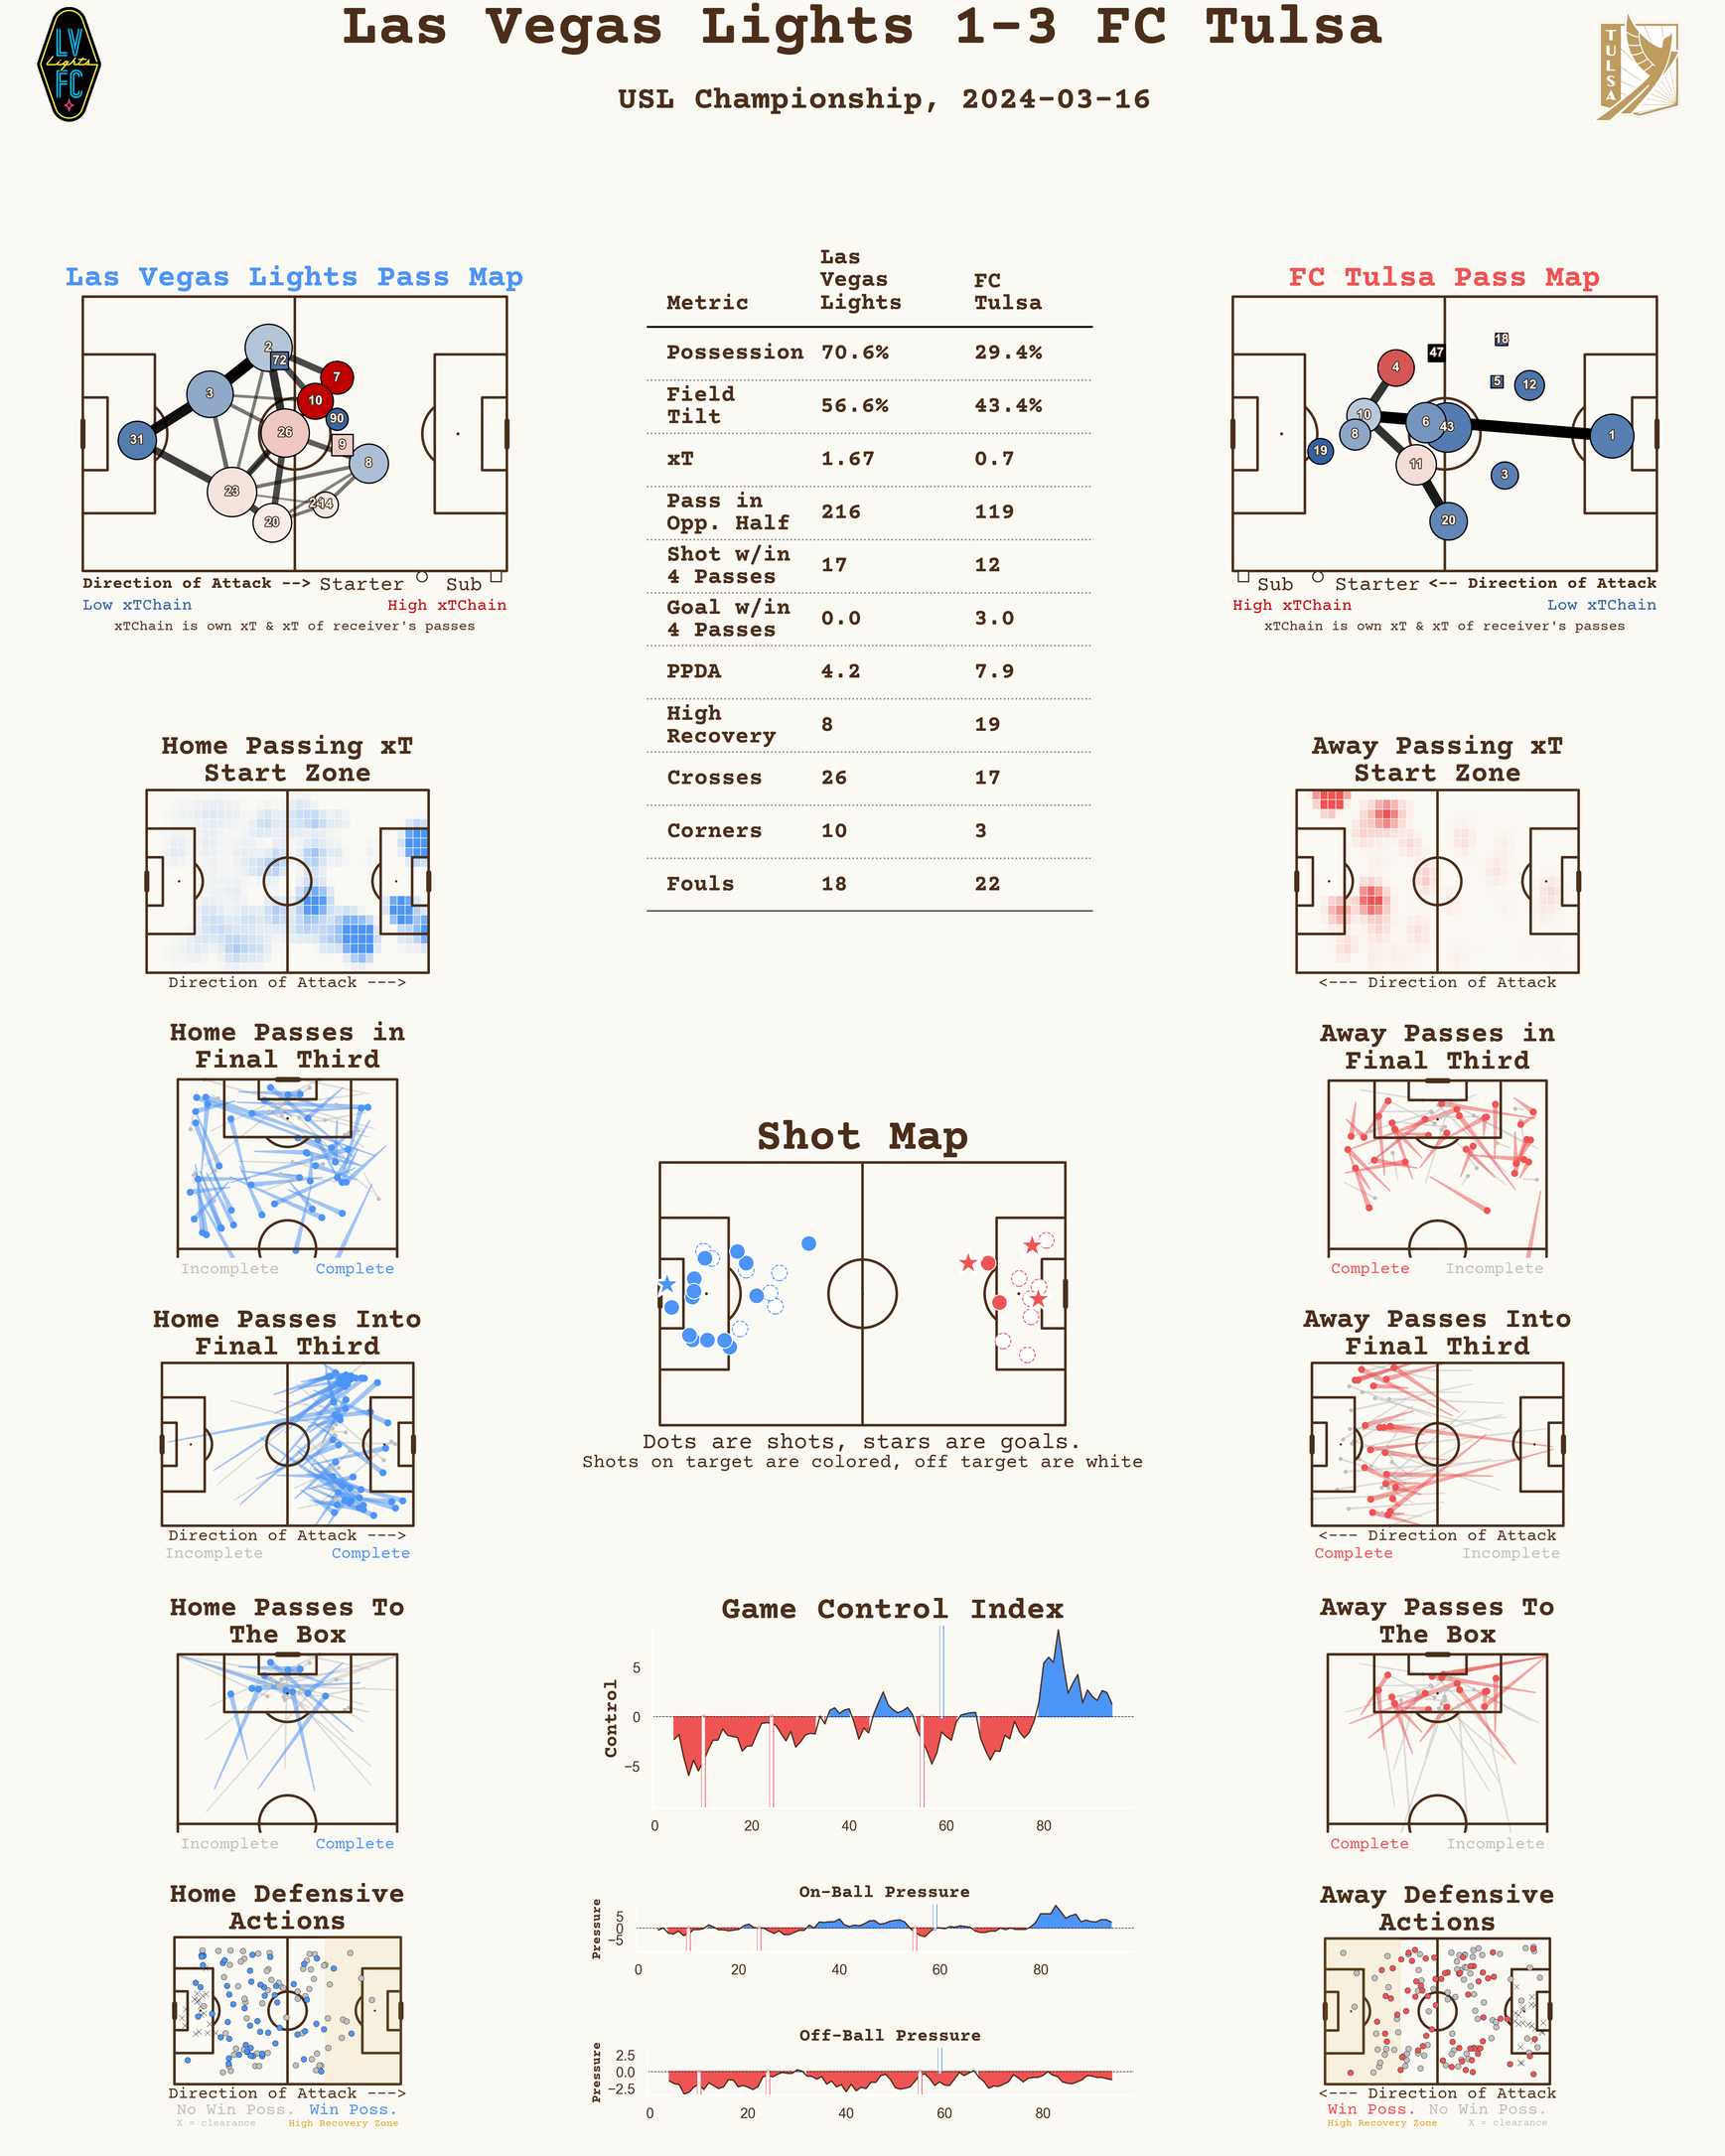 Las Vegas Lights 1-3 FC Tulsa
USL Championship, 2024-03-16
LV
Lights
FC
TULSA
Las Vegas Lights Pass Map
2
72
7
3
10
90
31
26
9
8
23
14
20
Direction of Attack --> Starter Sub
Low xTChain High xTChain
xTChain is own xT & xT of receiver's passes
Metric Las Vegas Lights FC Tulsa
Possession 70.6% 29.4%
Field Tilt 56.6% 43.4%
xT 1.67 0.7
Pass in Opp. Half 216 119
Shot w/in 4 Passes 17 12
Goal w/in 4 Passes 0.0 3.0
PPDA 4.2 7.9
High Recovery 8 19
Crosses 26 17
Corners 10 3
Fouls 18 22
FC Tulsa Pass Map
18
47
4
5
12
10
6
43
8
1
19
11
3
20
Sub Starter <-- Direction of Attack
High xTChain Low xTChain
xTChain is own xT & xT of receiver's passes
Home Passing xT
Start Zone
Direction of Attack --->
Away Passing xT
Start Zone
<--- Direction of Attack
Home Passes in
Final Third
Incomplete Complete
Away Passes in
Final Third
Complete Incomplete
Shot Map
Dots are shots, stars are goals.
Shots on target are colored, off target are white
Home Passes Into
Final Third
Direction of Attack --->
Incomplete Complete
Away Passes Into
Final Third
<--- Direction of Attack
Complete Incomplete
Home Passes To
The Box
Incomplete Complete
Game Control Index
Control
5
0
−5
0 20 40 60 80
Away Passes To
The Box
Complete Incomplete
Home Defensive
Actions
Direction of Attack --->
No Win Poss. Win Poss.
X = clearance High Recovery Zone
On-Ball Pressure
Pressure
5
0
−5
0 20 40 60 80
Off-Ball Pressure
Pressure
2.5
0.0
−2.5
0 20 40 60 80
Away Defensive
Actions
<--- Direction of Attack
Win Poss. No Win Poss.
High Recovery Zone X = clearance